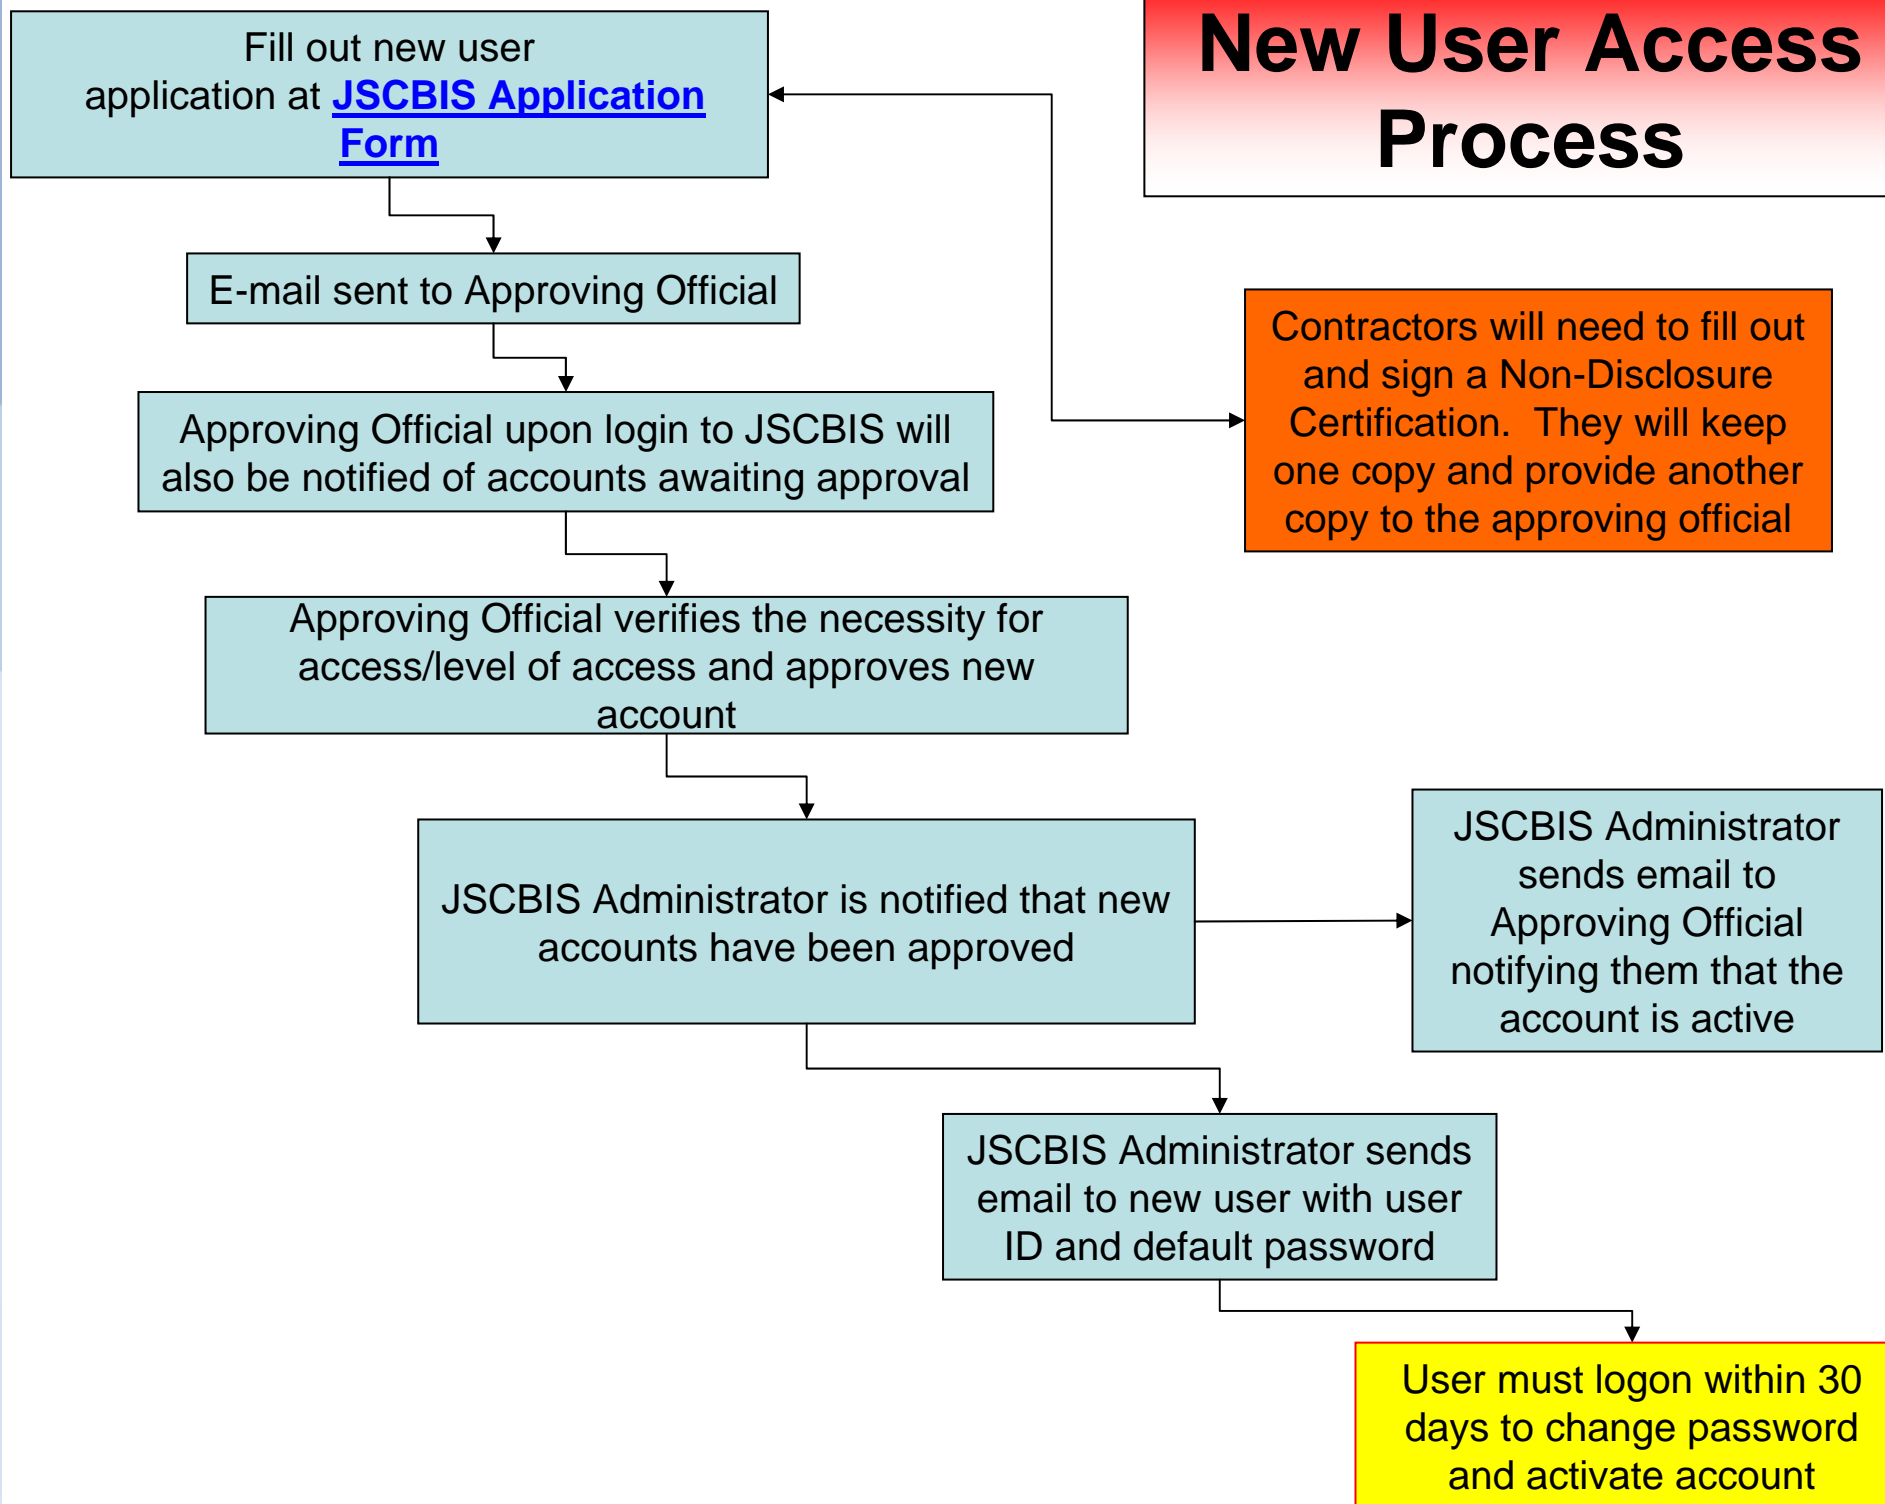 New User Access
Process
Fill out new user
application at JSCBIS Application
Form
E-mail sent to Approving Official
Contractors will need to fill out
and sign a Non-Disclosure
Certification.  They will keep
one copy and provide another
copy to the approving official
Approving Official upon login to JSCBIS will
also be notified of accounts awaiting approval
Approving Official verifies the necessity for
access/level of access and approves new
account
JSCBIS Administrator is notified that new
accounts have been approved
JSCBIS Administrator
sends email to
Approving Official
notifying them that the
account is active
JSCBIS Administrator sends
email to new user with user
ID and default password
User must logon within 30
days to change password
and activate account